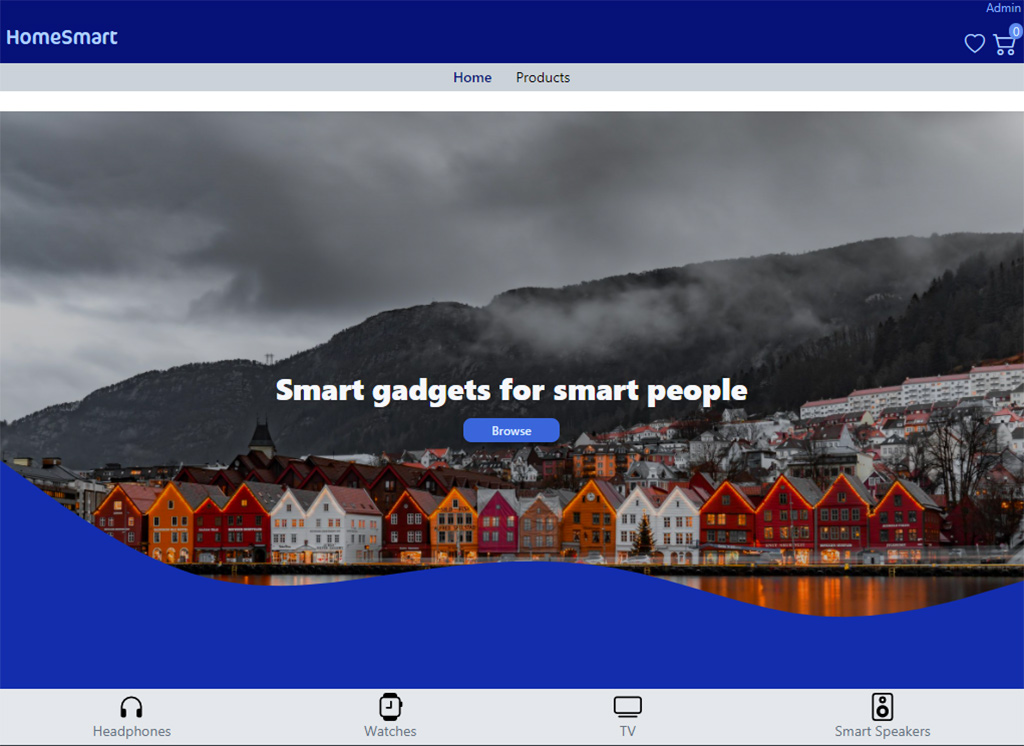 Admin
HomeSmart
0
Home Products
Smart gadgets for smart people
Browse
Headphones Watches TV Smart Speakers